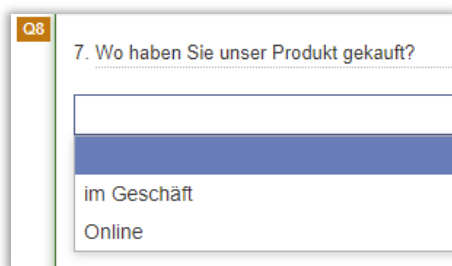 Q8
7. Wo haben Sie unser Produkt gekauft?
im Geschäft
Online